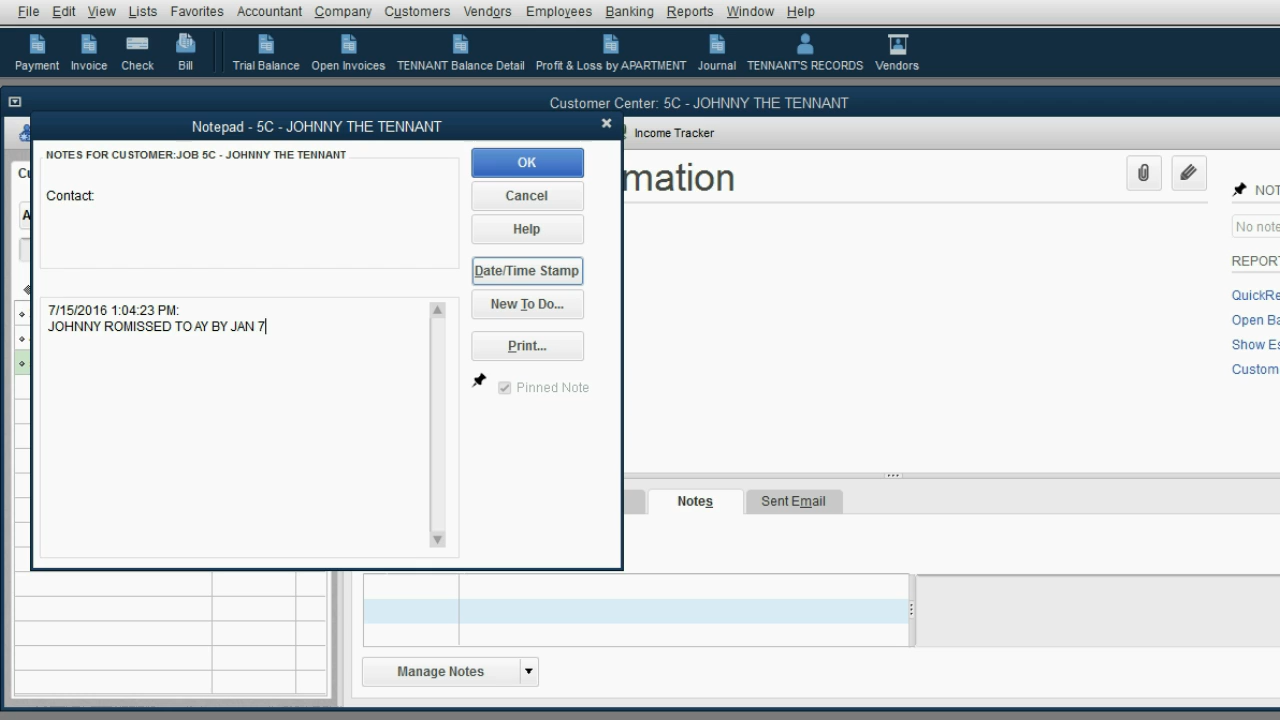 File Edit View Lists Favorites Accountant Company Customers Vendors Employees Banking Reports Window Help
Payment Invoice Check Bill Trial Balance Open Invoices TENNANT Balance Detail Profit & Loss by APARTMENT Journal TENNANT'S RECORDS Vendors
Customer Center: 5C - JOHNNY THE TENNANT
Notepad - 5C - JOHNNY THE TENNANT
Income Tracker
NOTES FOR CUSTOMER:JOB 5C - JOHNNY THE TENNANT
Contact:
OK
Cancel
Help
Date/Time Stamp
New To Do...
Print...
Pinned Note
7/15/2016 1:04:23 PM:
JOHNNY ROMISSED TO AY BY JAN 7
mation
NOT
No note
REPORT
QuickRe
Open Ba
Show Es
Custom
Notes Sent Email
Manage Notes